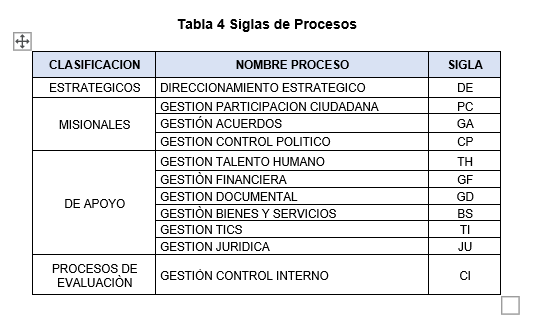 Tabla 4 Siglas de Procesos
CLASIFICACION NOMBRE PROCESO SIGLA
ESTRATEGICOS DIRECCIONAMIENTO ESTRATEGICO DE
MISIONALES GESTION PARTICIPACION CIUDADANA PC
GESTIÓN ACUERDOS GA
GESTION CONTROL POLITICO CP
DE APOYO GESTION TALENTO HUMANO TH
GESTIÒN FINANCIERA GF
GESTION DOCUMENTAL GD
GESTIÒN BIENES Y SERVICIOS BS
GESTION TICS TI
GESTION JURIDICA JU
PROCESOS DE
EVALUACIÒN GESTIÓN CONTROL INTERNO CI